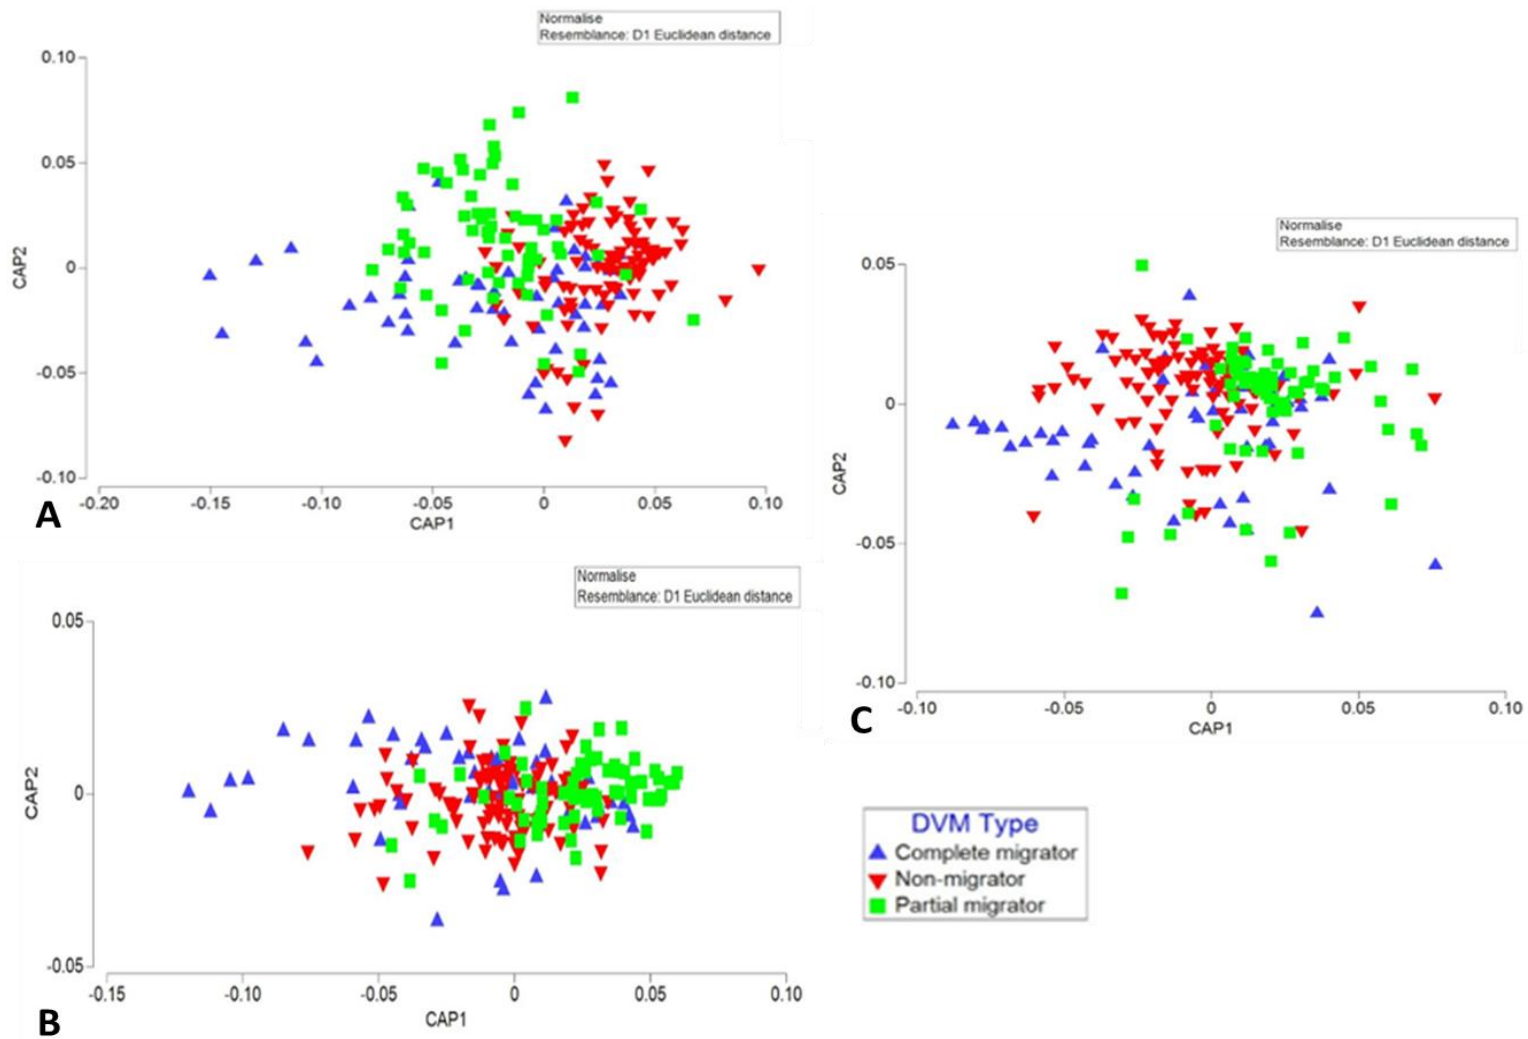 Normalise
Resemblance: D1 Euclidean distance
0.10
0.05
0
-0.05
-0.10
CAP2
-0.20
-0.15
-0.10
-0.05
0
0.05
0.10
CAP1
A
Normalise
Resemblance: D1 Euclidean distance
0.05
0
-0.05
CAP2
-0.15
-0.10
-0.05
0
0.05
0.10
CAP1
B
Normalise
Resemblance: D1 Euclidean distance
0.05
0
-0.05
-0.10
CAP2
-0.10
-0.05
0
0.05
0.10
CAP1
C
DVM Type
Complete migrator
Non-migrator
Partial migrator